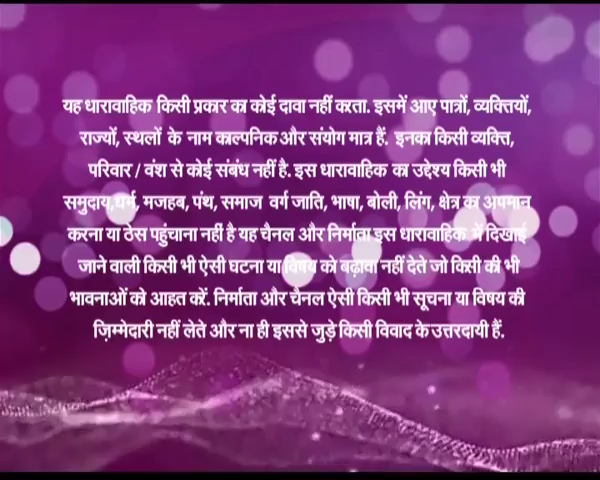 यह धारावाहिक किसी प्रकार का कोई दावा नहीं करता. इसमें आए पात्रों, व्यक्तियों,
राज्यों, स्थलों के नाम काल्पनिक और संयोग मात्र हैं. इनका किसी व्यक्ति,
परिवार / वंश से कोई संबंध नहीं है. इस धारावाहिक का उद्देश्य किसी भी
समुदाय,धर्म, मजहब, पंथ, समाज वर्ग जाति, भाषा, बोली, लिंग, क्षेत्र का अपमान
करना या ठेस पहुंचाना नहीं है यह चैनल और निर्माता इस धारावाहिक में दिखाई
जाने वाली किसी भी ऐसी घटना या विषय को बढ़ावा नहीं देते जो किसी की भी
भावनाओं को आहत करें. निर्माता और चैनल ऐसी किसी भी सूचना या विषय की
ज़िम्मेदारी नहीं लेते और ना ही इससे जुड़े किसी विवाद के उत्तरदायी हैं.